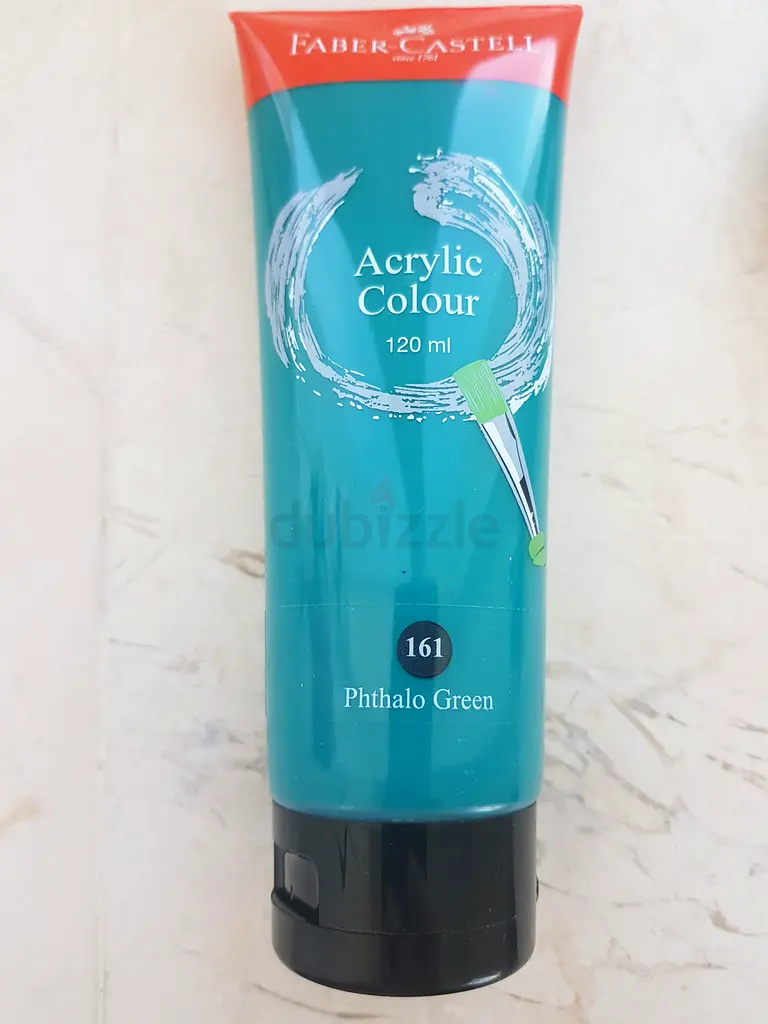 FABER-CASTELL
since 1761
Acrylic
Colour
120 ml
dubizzle
161
Phthalo Green